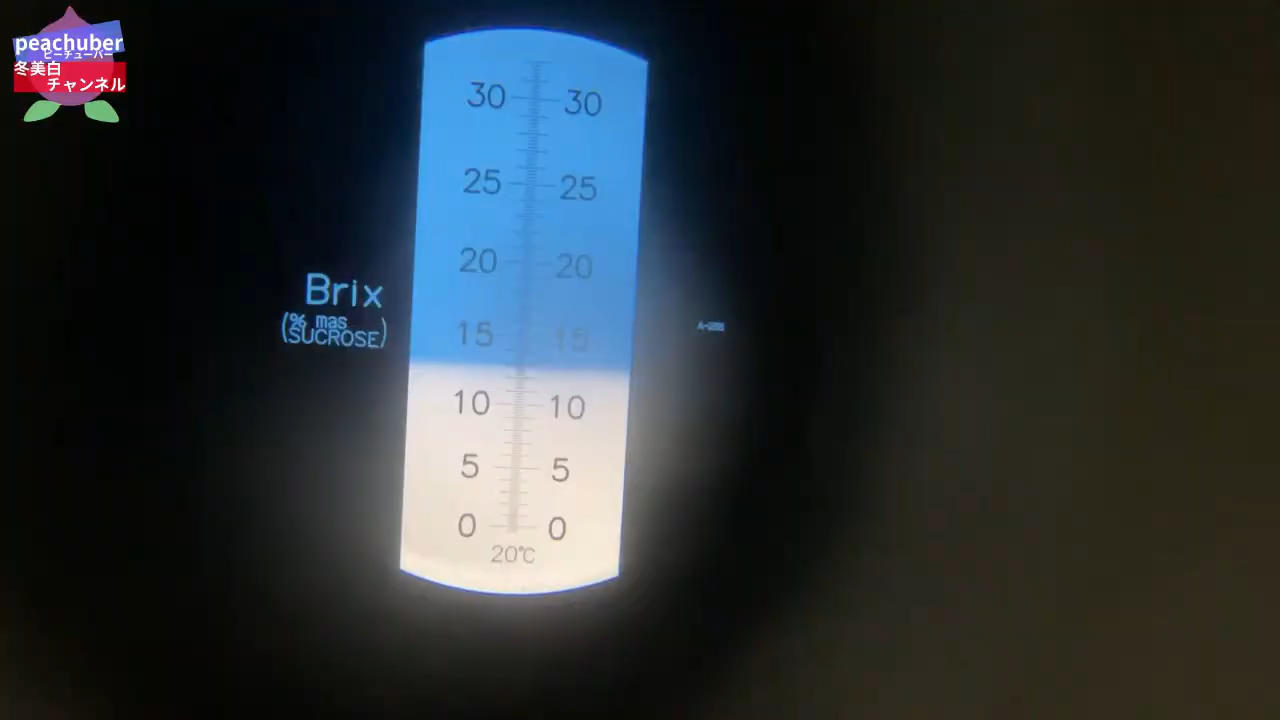 peachuber
ピーチューバー
冬美白
チャンネル
30 30
25 25
20 20
Brix
(% mas
SUCROSE)
15 15
10 10
5 5
0 0
20℃